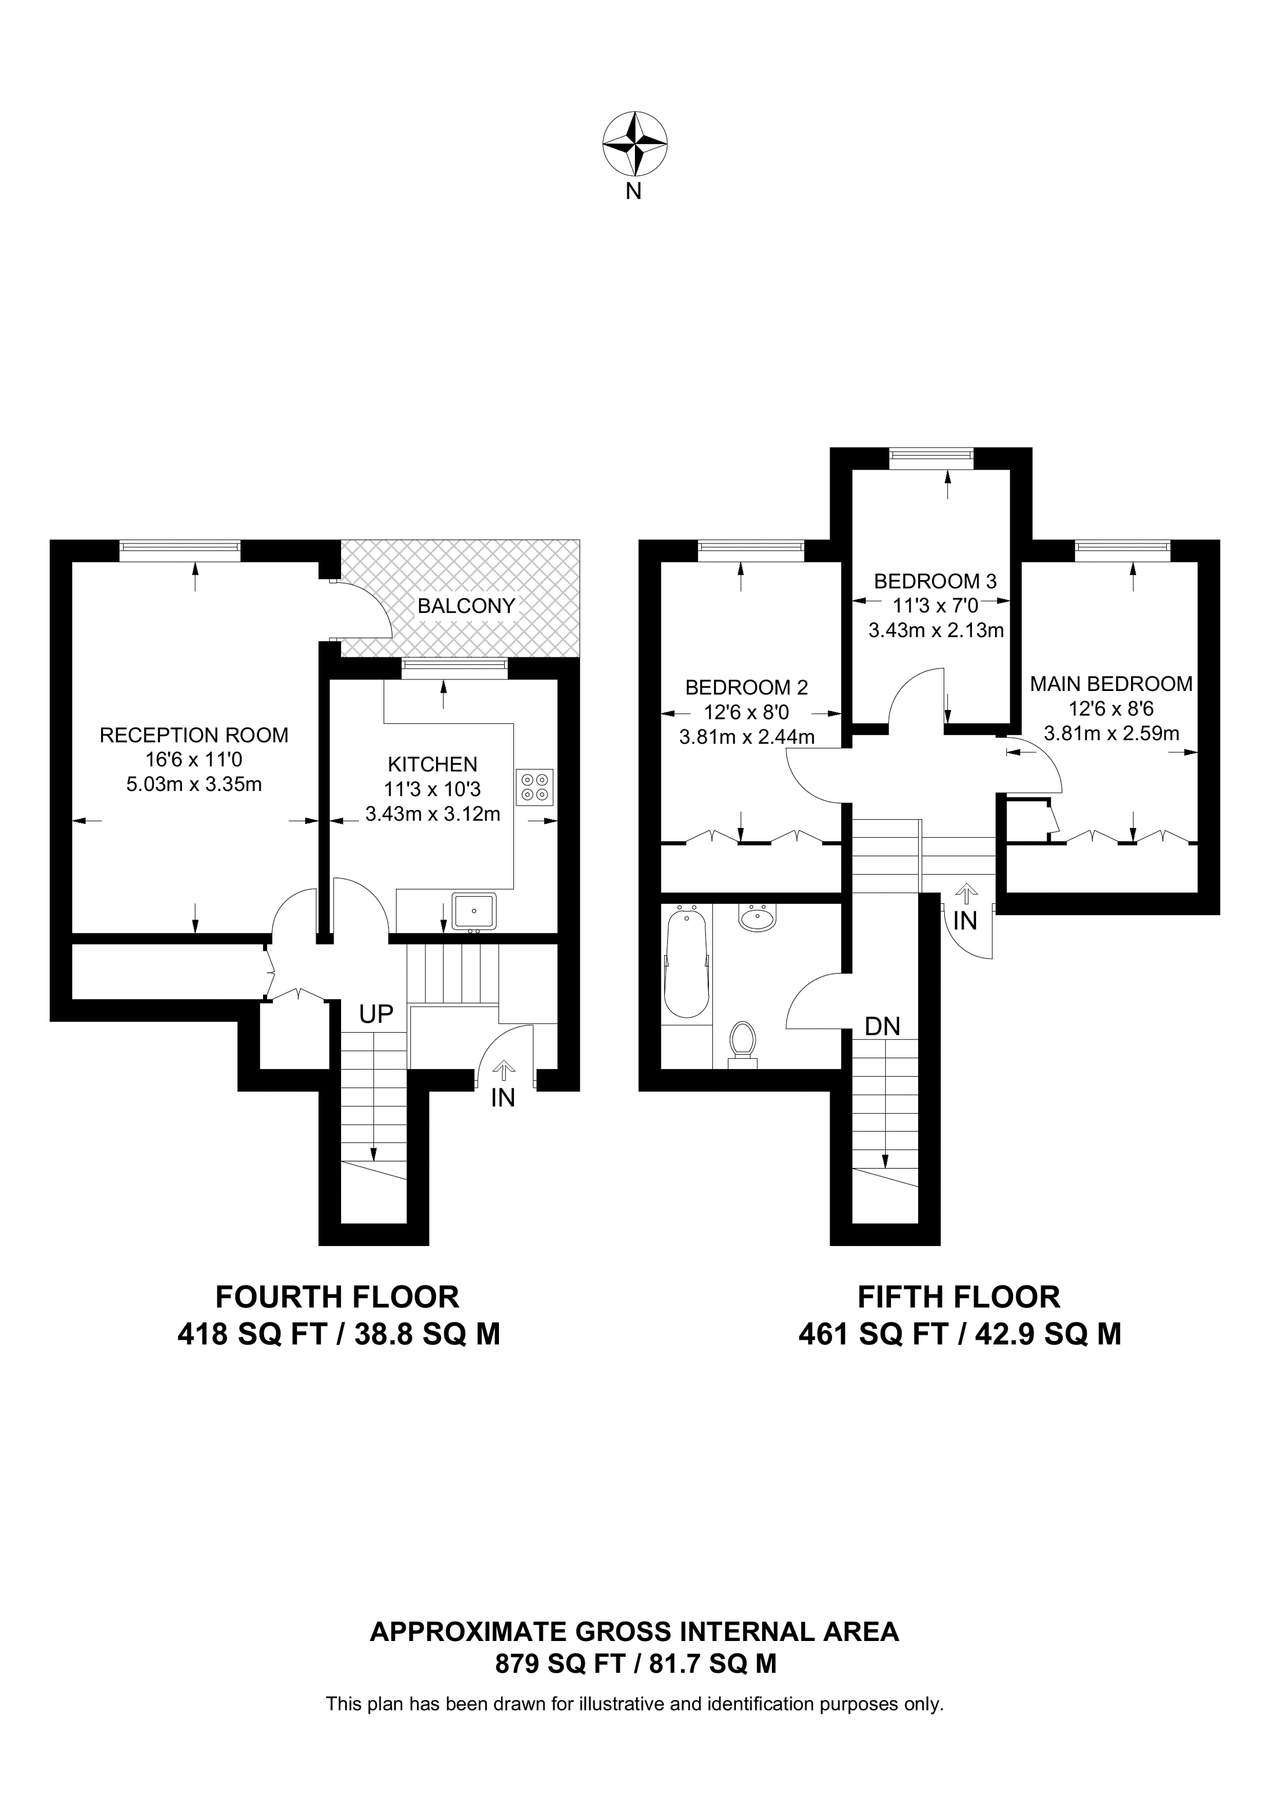 N
BALCONY
RECEPTION ROOM
16'6 x 11'0
5.03m x 3.35m
KITCHEN
11'3 x 10'3
3.43m x 3.12m
UP
IN
BEDROOM 3
11'3 x 7'0
3.43m x 2.13m
BEDROOM 2
12'6 x 8'0
3.81m x 2.44m
MAIN BEDROOM
12'6 x 8'6
3.81m x 2.59m
IN
DN
FOURTH FLOOR
418 SQ FT / 38.8 SQ M
FIFTH FLOOR
461 SQ FT / 42.9 SQ M
APPROXIMATE GROSS INTERNAL AREA
879 SQ FT / 81.7 SQ M
This plan has been drawn for illustrative and identification purposes only.